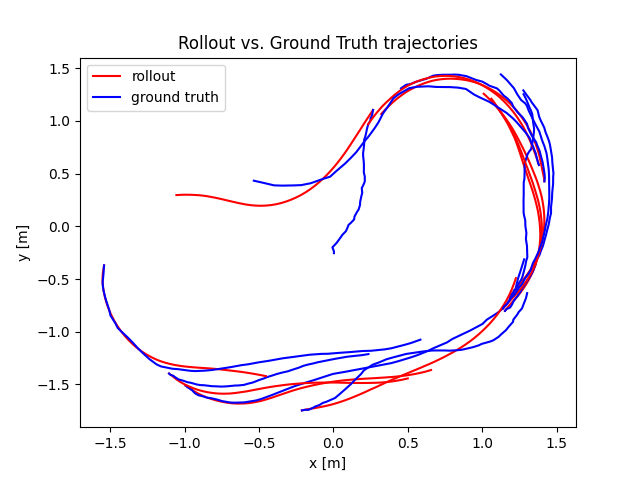 Rollout vs. Ground Truth trajectories
rollout
ground truth
1.5
1.0
0.5
0.0
−0.5
−1.0
−1.5
y [m]
−1.5 −1.0 −0.5 0.0 0.5 1.0 1.5
x [m]